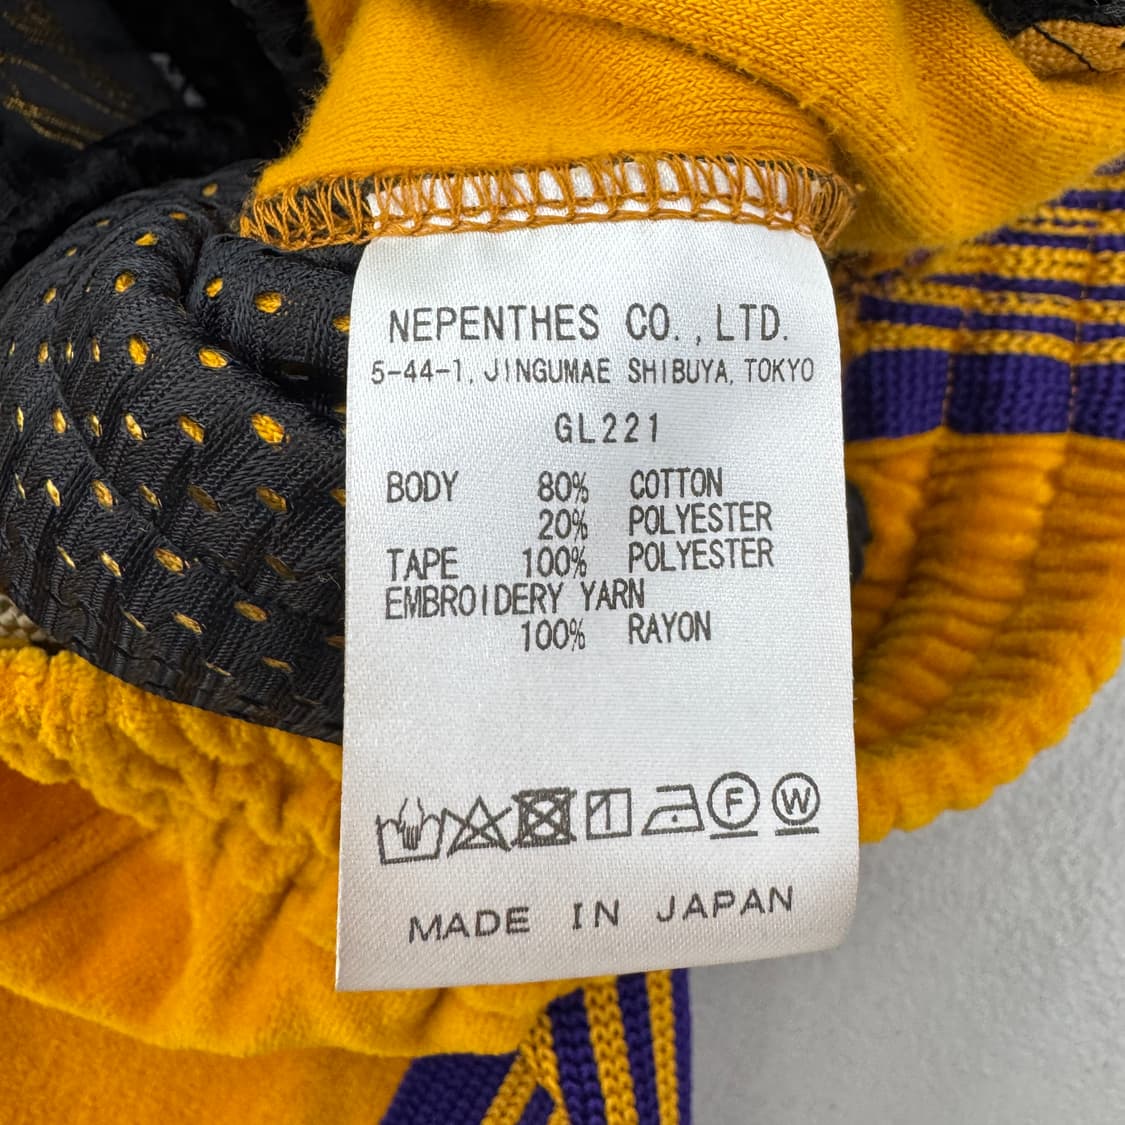 NEPENTHES CO.,LTD.
5-44-1, JINGUMAE SHIBUYA, TOKYO
GL221
BODY 80% COTTON
20% POLYESTER
TAPE 100% POLYESTER
EMBROIDERY YARN
100% RAYON
F W
MADE IN JAPAN